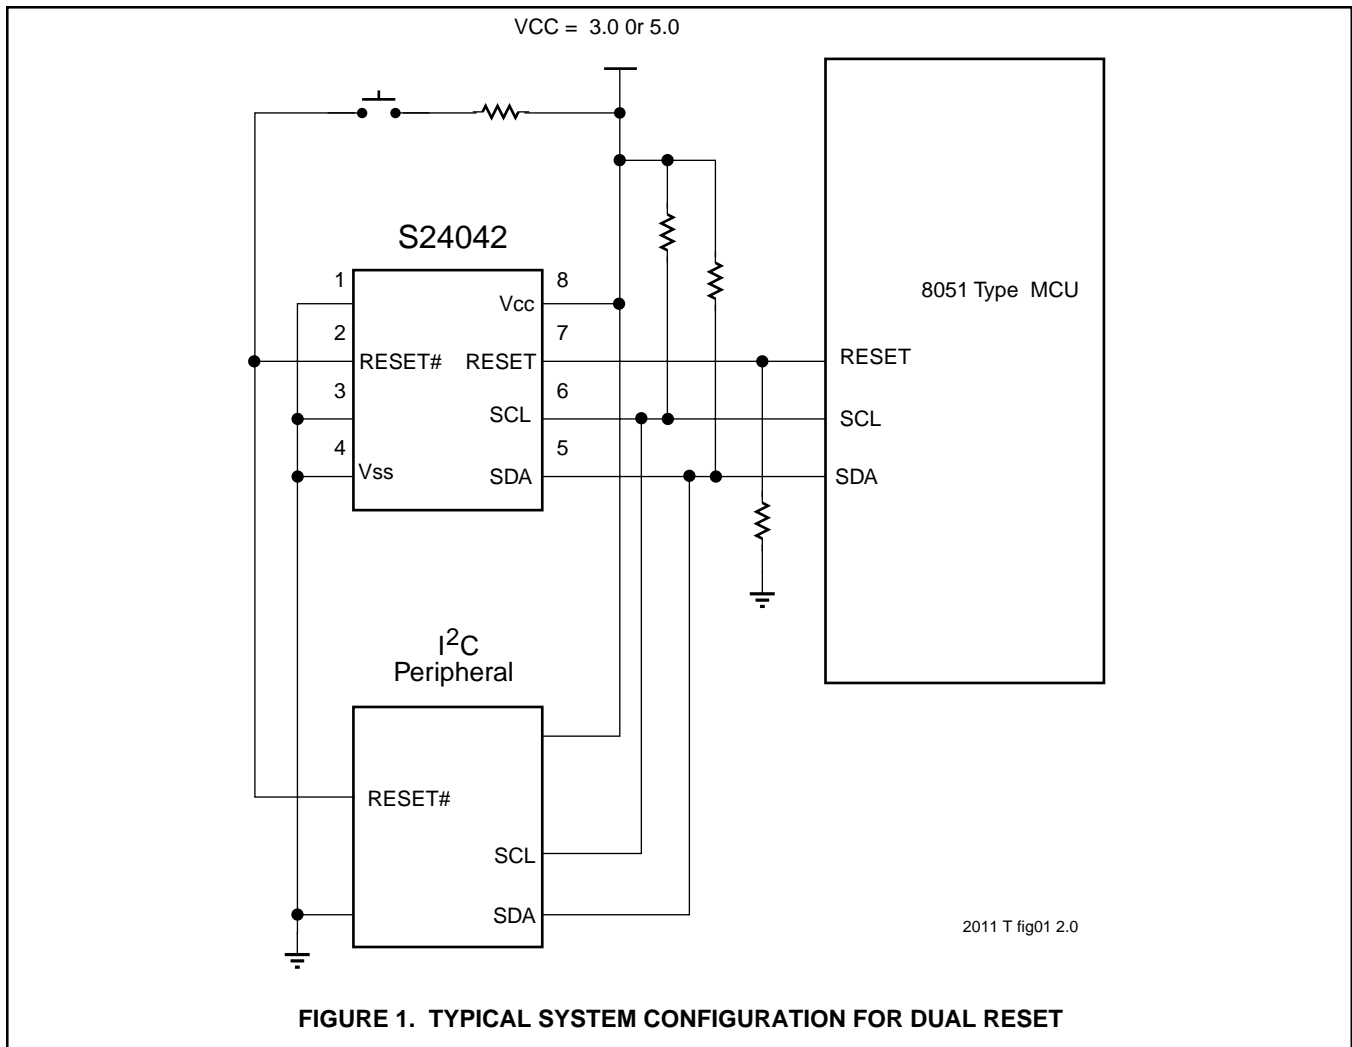 VCC =  3.0 0r 5.0
S24042
1
8
Vcc
2
7
RESET#
RESET
3
6
SCL
4
5
Vss
SDA
8051 Type  MCU
RESET
SCL
SDA
I2C
Peripheral
RESET#
SCL
SDA
2011 T fig01 2.0
FIGURE 1.  TYPICAL SYSTEM CONFIGURATION FOR DUAL RESET